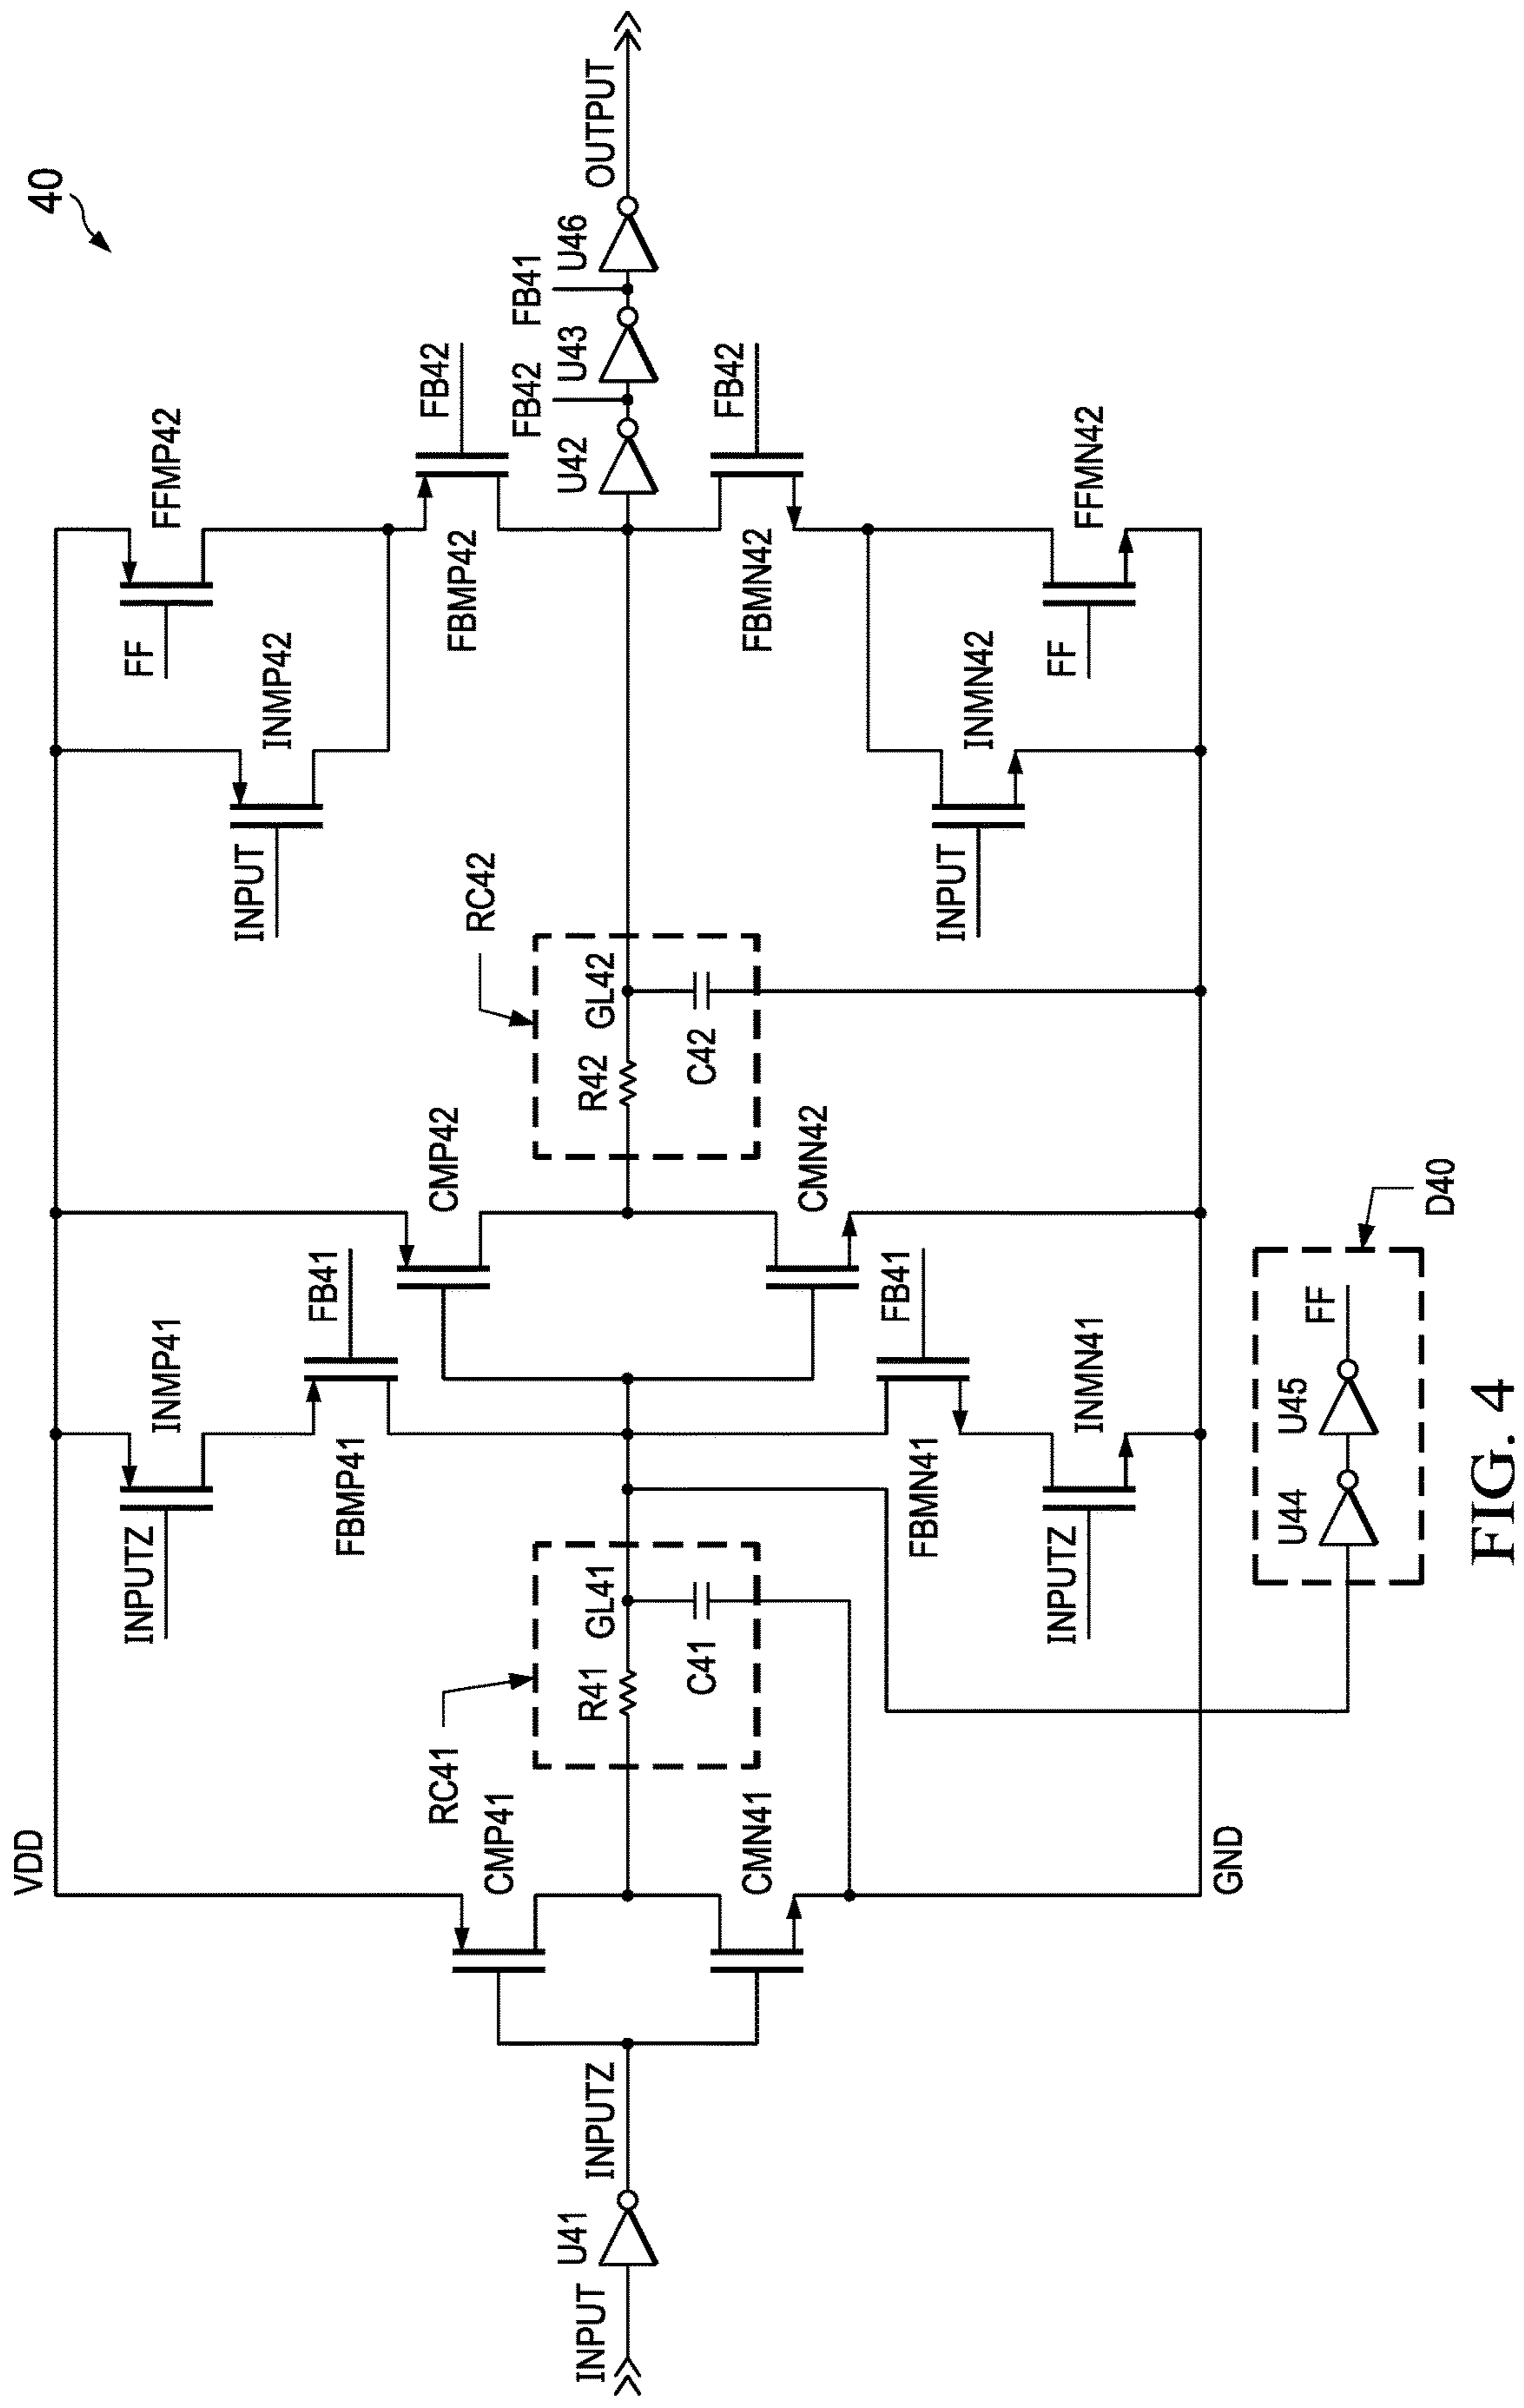 40
VDD
FF
FFMP42
INPUT
INMP42
INPUTZ
INMP41
FB41
FBMP41
FB42
FBMP42
CMP42
CMP41
RC41
RC42
INPUT
U41
INPUTZ
R41
GL41
C41
R42
GL42
C42
U42
FB42
U43
FB41
U46
OUTPUT
CMN41
CMN42
FB42
FBMN42
FB41
FBMN41
INPUT
INMN42
INPUTZ
INMN41
FF
FFMN42
GND
U44
U45
FF
D40
FIG. 4